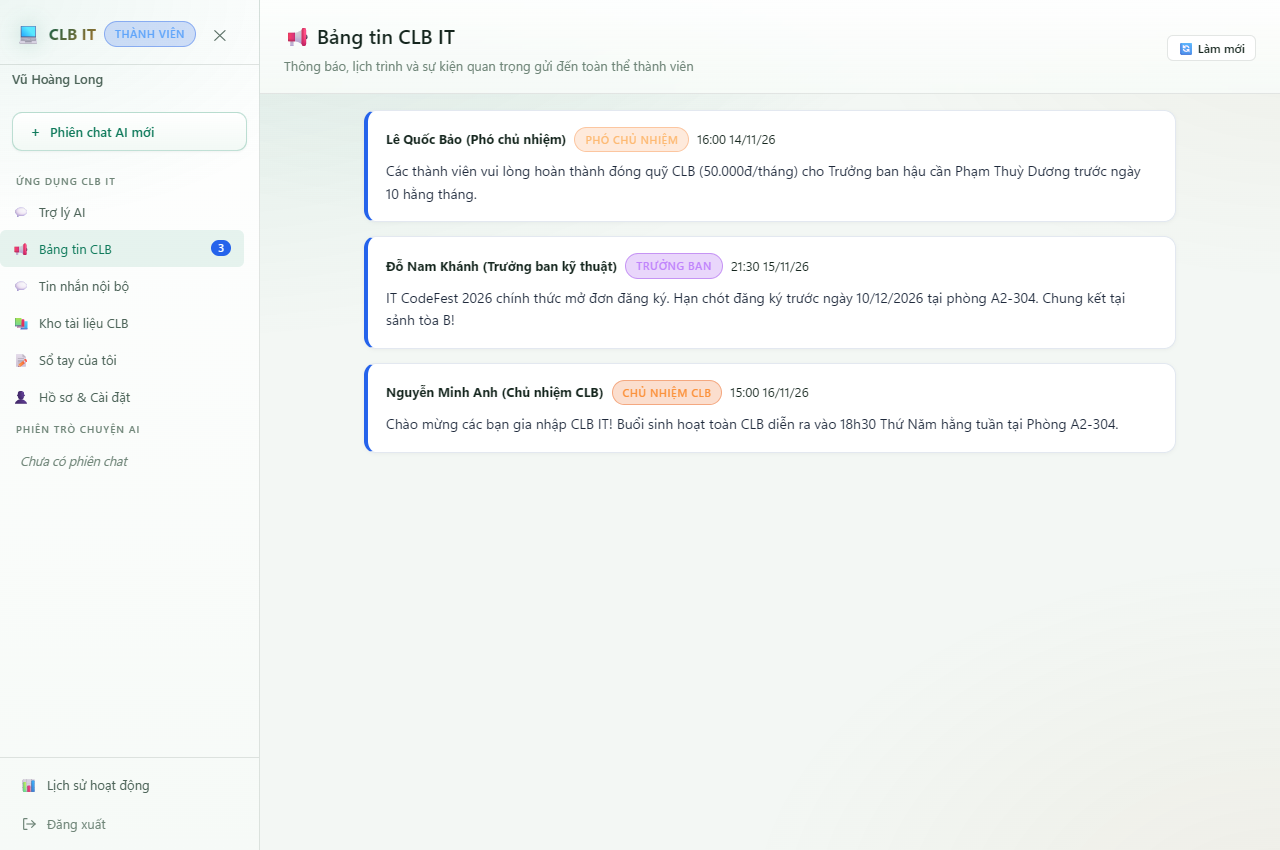 CLB IT THÀNH VIÊN
Vũ Hoàng Long
+ Phiên chat AI mới
ỨNG DỤNG CLB IT
Trợ lý AI
Bảng tin CLB 3
Tin nhắn nội bộ
Kho tài liệu CLB
Sổ tay của tôi
Hồ sơ & Cài đặt
PHIÊN TRÒ CHUYỆN AI
Chưa có phiên chat
Lịch sử hoạt động
Đăng xuất
Bảng tin CLB IT
Thông báo, lịch trình và sự kiện quan trọng gửi đến toàn thể thành viên
Làm mới
Lê Quốc Bảo (Phó chủ nhiệm) PHÓ CHỦ NHIỆM 16:00 14/11/26
Các thành viên vui lòng hoàn thành đóng quỹ CLB (50.000đ/tháng) cho Trưởng ban hậu cần Phạm Thuỳ Dương trước ngày
10 hằng tháng.
Đỗ Nam Khánh (Trưởng ban kỹ thuật) TRƯỞNG BAN 21:30 15/11/26
IT CodeFest 2026 chính thức mở đơn đăng ký. Hạn chót đăng ký trước ngày 10/12/2026 tại phòng A2-304. Chung kết tại
sảnh tòa B!
Nguyễn Minh Anh (Chủ nhiệm CLB) CHỦ NHIỆM CLB 15:00 16/11/26
Chào mừng các bạn gia nhập CLB IT! Buổi sinh hoạt toàn CLB diễn ra vào 18h30 Thứ Năm hằng tuần tại Phòng A2-304.